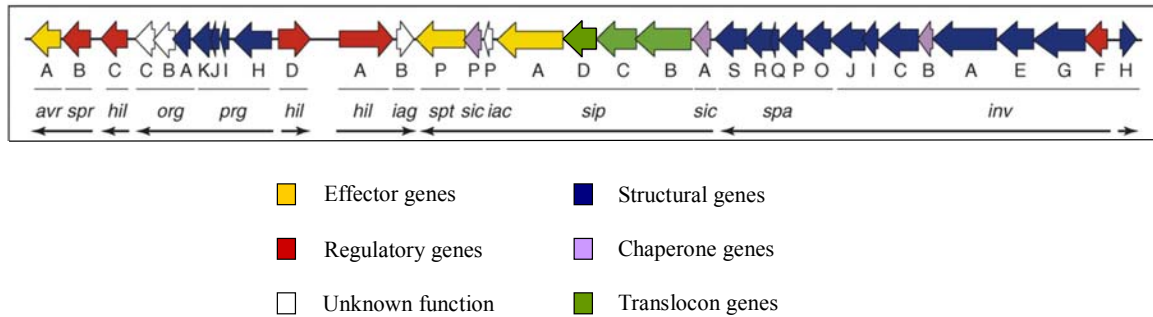 A B C C B A K J I H D A B P P P A D C B A S R Q P O J I C B A E G F H
avr spr hil org prg hil hil iag spt sic iac sip sic spa inv
Effector genes Structural genes
Regulatory genes Chaperone genes
Unknown function Translocon genes